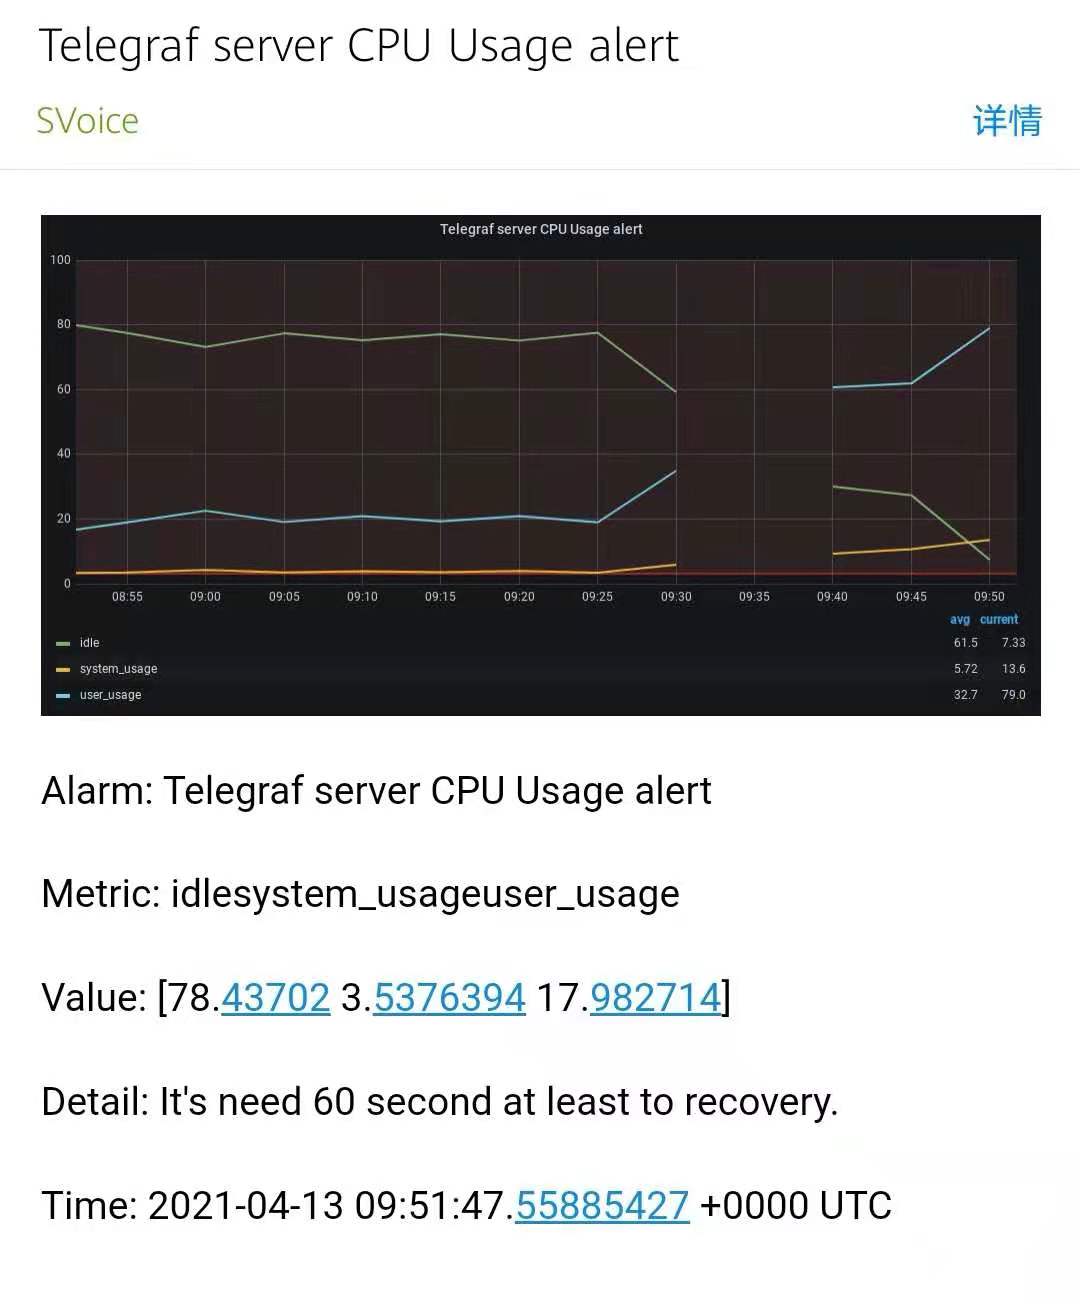 Telegraf server CPU Usage alert
SVoice 详情
Telegraf server CPU Usage alert
100
80
60
40
20
0
08:55 09:00 09:05 09:10 09:15 09:20 09:25 09:30 09:35 09:40 09:45 09:50
avg current
idle 61.5 7.33
system_usage 5.72 13.6
user_usage 32.7 79.0
Alarm: Telegraf server CPU Usage alert
Metric: idlesystem_usageuser_usage
Value: [78.43702 3.5376394 17.982714]
Detail: It's need 60 second at least to recovery.
Time: 2021-04-13 09:51:47.55885427 +0000 UTC